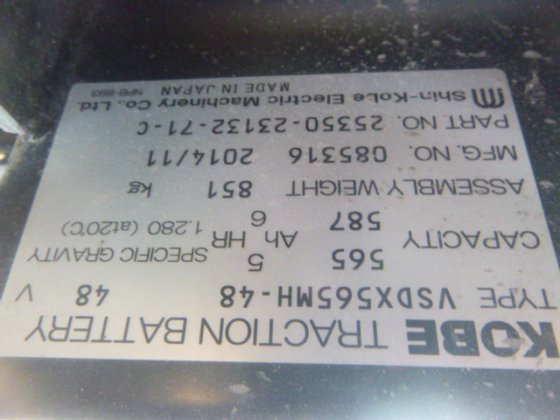 KOBE TRACTION BATTERY
TYPE VSDX565MH-48 48 V
CAPACITY 565 Ah 5 HR SPECIFIC GRAVITY
587 6 1.280 (at20℃)
ASSEMBLY WEIGHT 851 kg
MFG. NO. 085316 2014/11
PART NO. 25350-23132-71-C
Shin-Kobe Electric Machinery Co., Ltd.
MADE IN JAPAN NPB-893